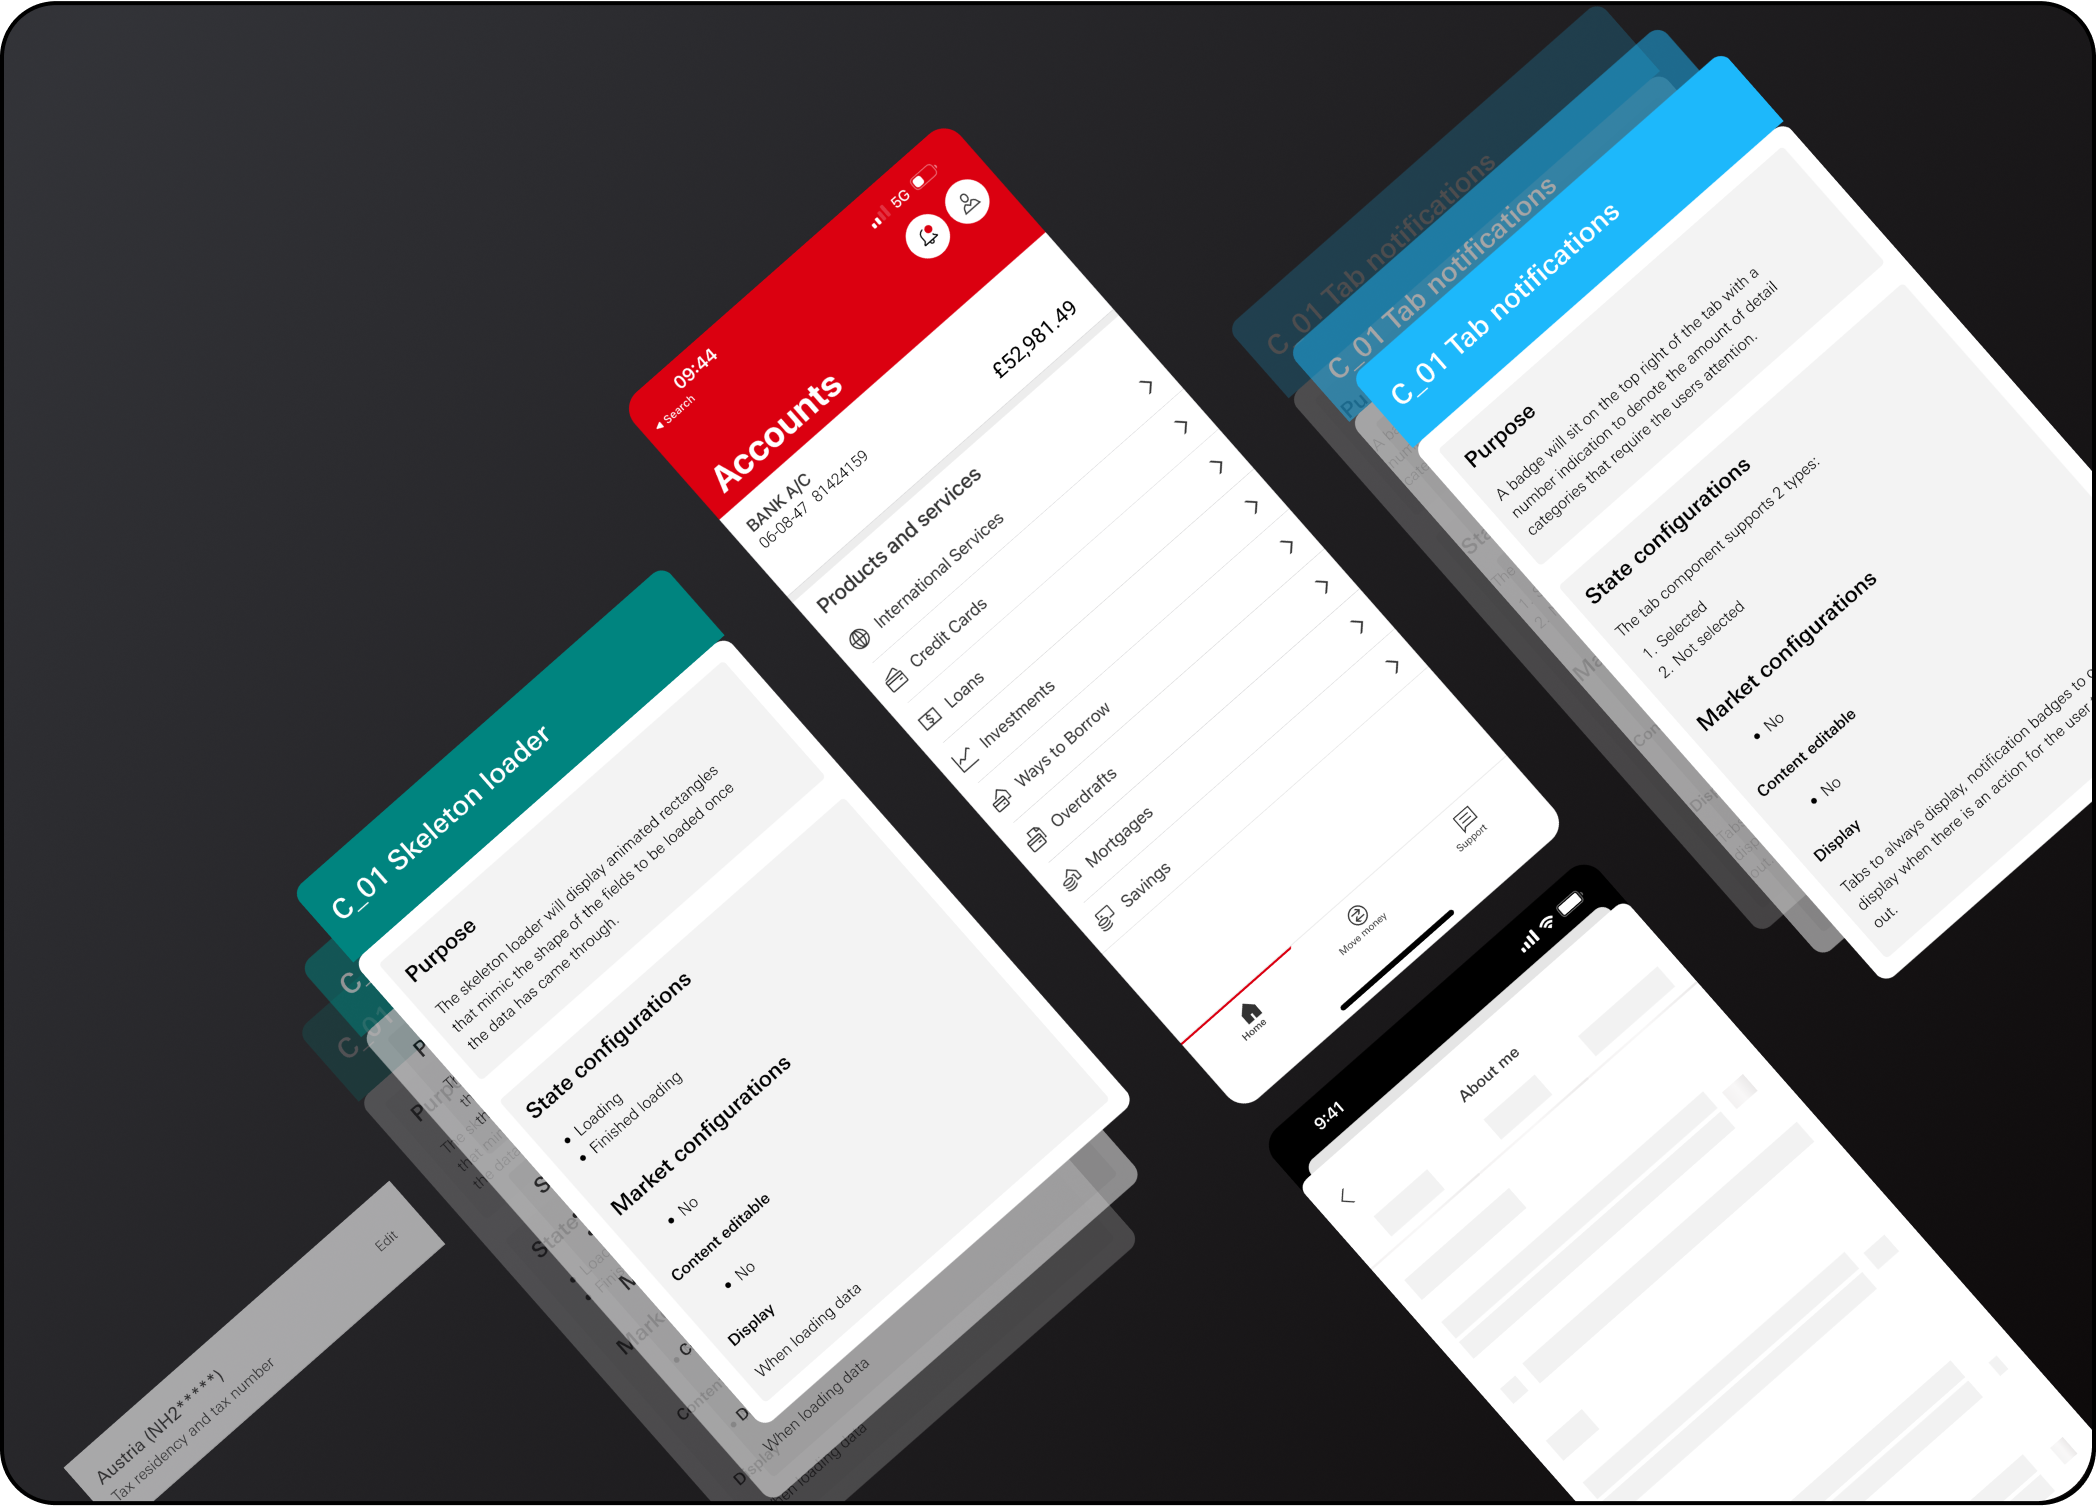 C_01 Skeleton loader
Purpose
The skeleton loader will display animated rectangles
that mimic the shape of the fields to be loaded once
the data has came through.
State configurations
• Loading
• Finished loading
Market configurations
• No
Content editable
• No
Display
When loading data
When loading data
Display
Edit
Austria (NH2*****)
Tax residency and tax number
09:44
◀ Search
5G
Accounts
BANK A/C
06-08-47 81424159
£52,981.49
Products and services
International Services
Credit Cards
Loans
Investments
Ways to Borrow
Overdrafts
Mortgages
Savings
Home
Move money
Support
C_01 Tab notifications
C_01 Tab notifications
C_01 Tab notifications
Purpose
A badge will sit on the top right of the tab with a
number indication to denote the amount of detail
categories that require the users attention.
State configurations
The tab component supports 2 types:
1. Selected
2. Not selected
Market configurations
• No
Content editable
• No
Display
Tabs to always display, notification badges to
display when there is an action for the user
out.
9:41
About me